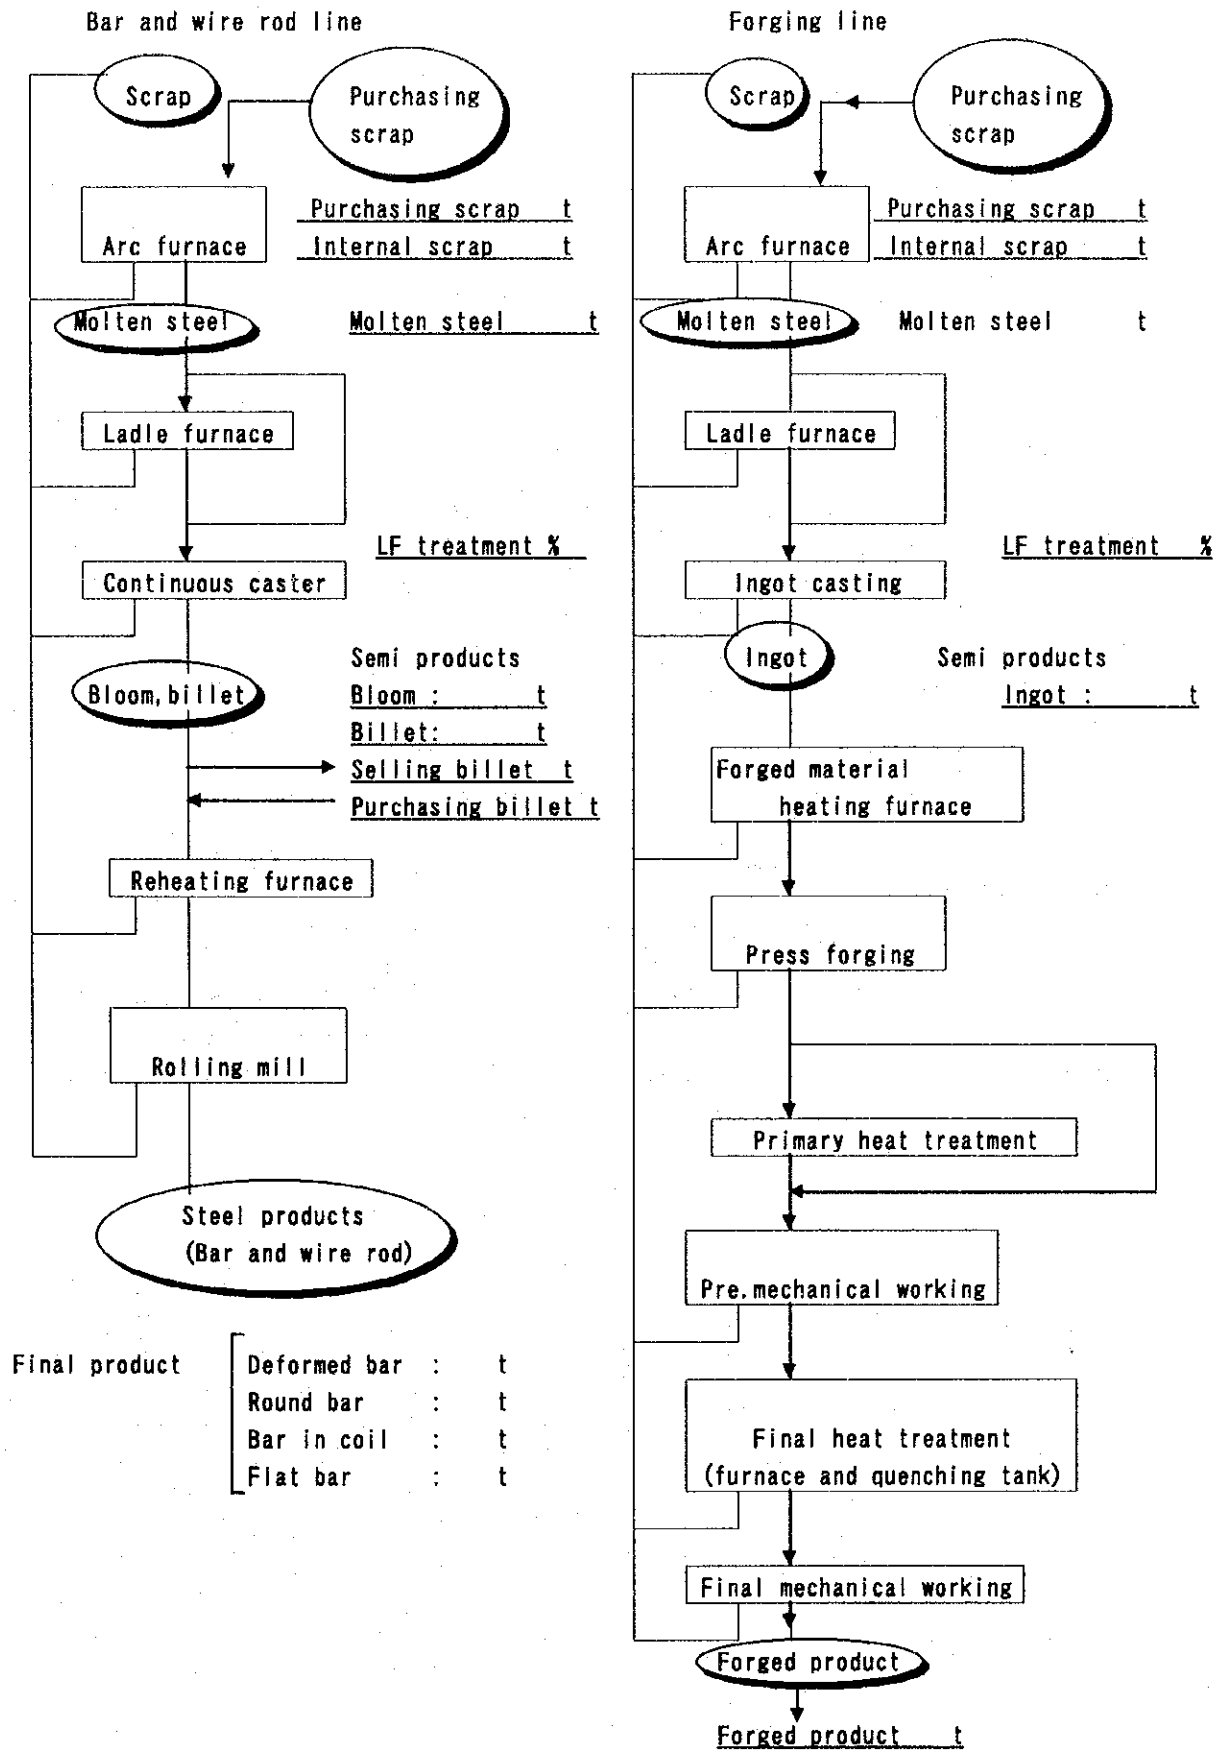 Bar and wire rod line
Scrap
Purchasing
scrap
Purchasing scrap t
Arc furnace
Internal scrap t
Molten steel
Molten steel t
Ladle furnace
LF treatment %
Continuous caster
Semi products
Bloom, billet
Bloom : t
Billet: t
Selling billet t
Purchasing billet t
Reheating furnace
Rolling mill
Steel products
(Bar and wire rod)
Final product
Deformed bar : t
Round bar : t
Bar in coil : t
Flat bar : t
Forging line
Scrap
Purchasing
scrap
Purchasing scrap t
Arc furnace
Internal scrap t
Molten steel
Molten steel t
Ladle furnace
LF treatment %
Ingot casting
Ingot
Semi products
Ingot : t
Forged material
heating furnace
Press forging
Primary heat treatment
Pre. mechanical working
Final heat treatment
(furnace and quenching tank)
Final mechanical working
Forged product
Forged product t